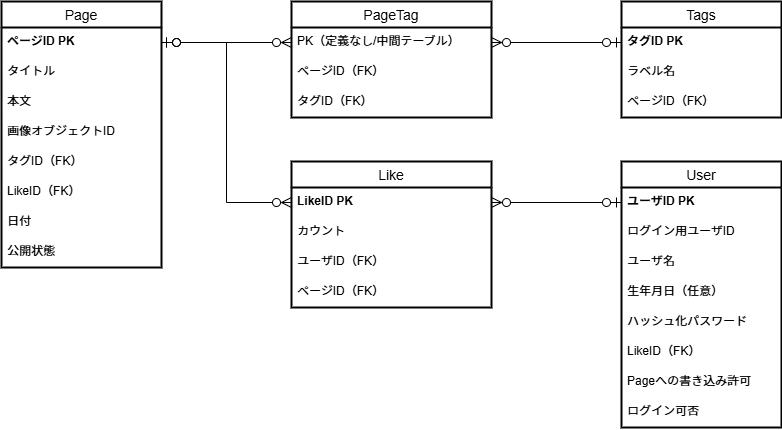 Page
ページID PK
タイトル
本文
画像オブジェクトID
タグID（FK）
LikeID（FK）
日付
公開状態
PageTag
PK（定義なし/中間テーブル）
ページID（FK）
タグID（FK）
Tags
タグID PK
ラベル名
ページID（FK）
Like
LikeID PK
カウント
ユーザID（FK）
ページID（FK）
User
ユーザID PK
ログイン用ユーザID
ユーザ名
生年月日（任意）
ハッシュ化パスワード
LikeID（FK）
Pageへの書き込み許可
ログイン可否